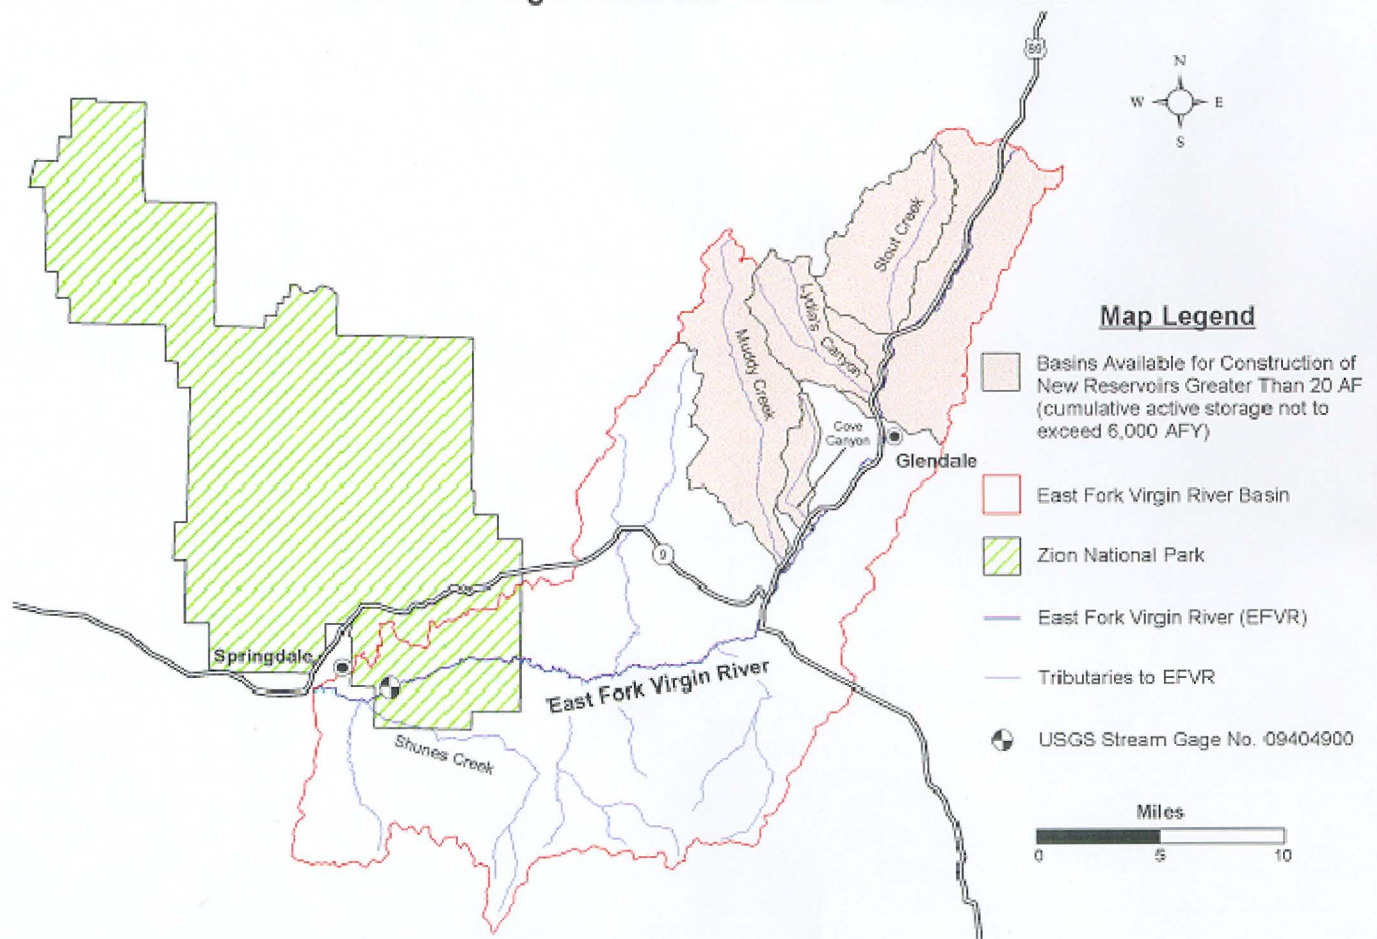 89
N
W E
S
Stout Creek
Lydia's
Canyon
Muddy Creek
Cove
Canyon
Glendale
9
Springdale
East Fork Virgin River
Shunes Creek
Map Legend
Basins Available for Construction of
New Reservoirs Greater Than 20 AF
(cumulative active storage not to
exceed 6,000 AFY)
East Fork Virgin River Basin
Zion National Park
East Fork Virgin River (EFVR)
Tributaries to EFVR
USGS Stream Gage No. 09404900
Miles
0 5 10